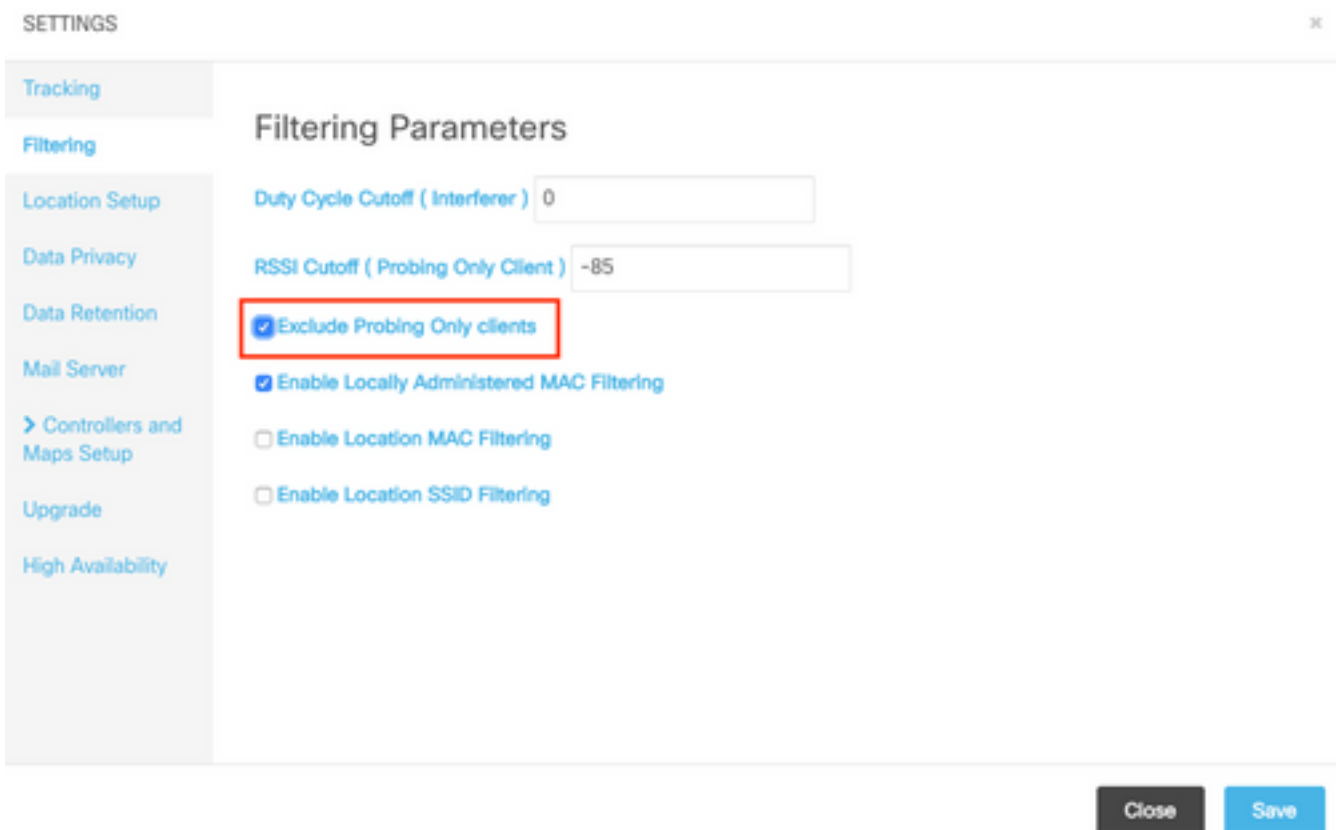 SETTINGS
×
Tracking
Filtering
Location Setup
Data Privacy
Data Retention
Mail Server
Controllers and
Maps Setup
Upgrade
High Availability
Filtering Parameters
Duty Cycle Cutoff ( Interferer ) 0
RSSI Cutoff ( Probing Only Client ) -85
Exclude Probing Only clients
Enable Locally Administered MAC Filtering
Enable Location MAC Filtering
Enable Location SSID Filtering
Close
Save